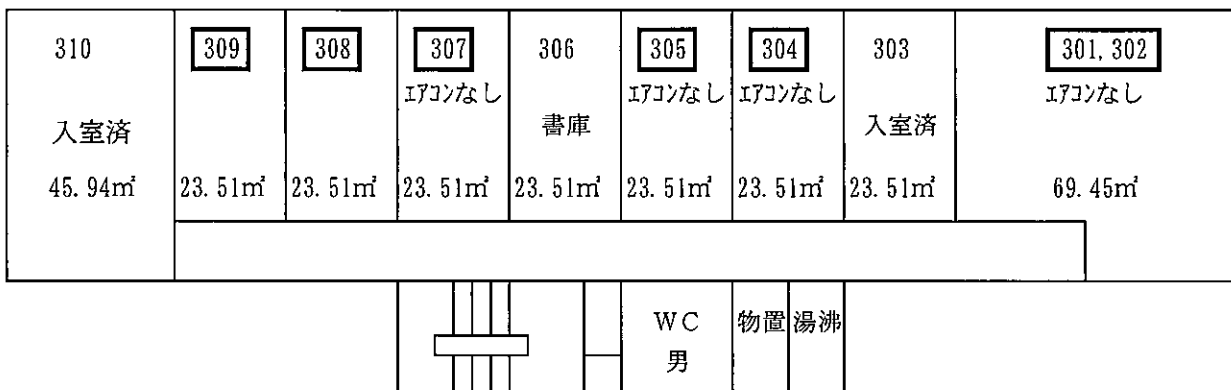 310
309
308
307
306
305
304
303
301, 302
ｴｱｺﾝなし
ｴｱｺﾝなし
ｴｱｺﾝなし
ｴｱｺﾝなし
入室済
書庫
入室済
45.94㎡
23.51㎡
23.51㎡
23.51㎡
23.51㎡
23.51㎡
23.51㎡
23.51㎡
69.45㎡
ＷＣ
男
物置
湯沸